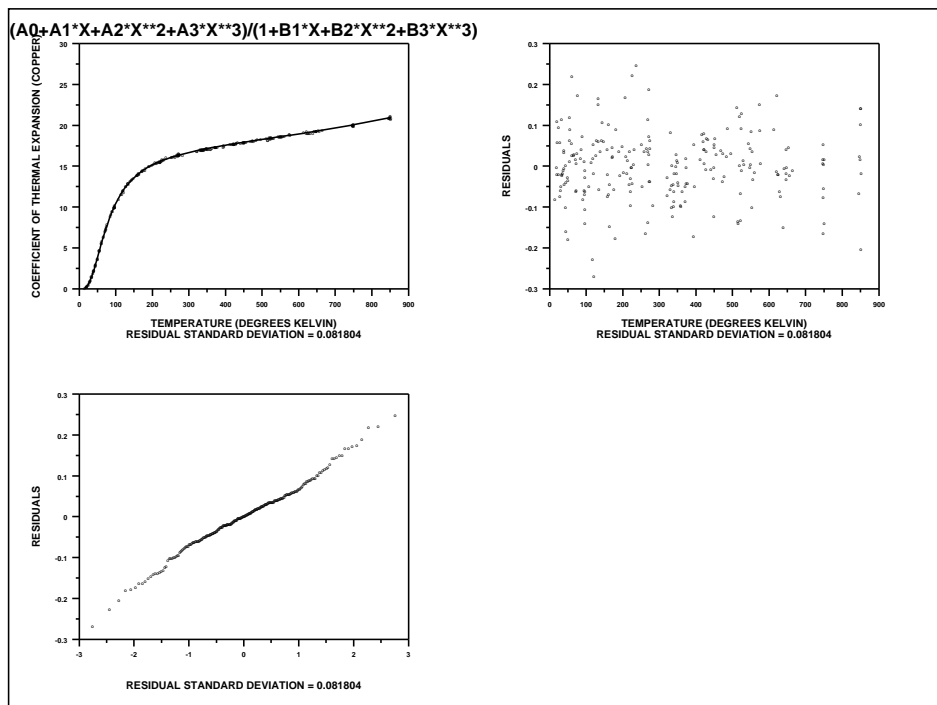 (A0+A1*X+A2*X**2+A3*X**3)/(1+B1*X+B2*X**2+B3*X**3)
COEFFICIENT OF THERMAL EXPANSION (COPPER)
30
25
20
15
10
5
0
0 100 200 300 400 500 600 700 800 900
TEMPERATURE (DEGREES KELVIN)
RESIDUAL STANDARD DEVIATION = 0.081804
RESIDUALS
0.3
0.2
0.1
0
-0.1
-0.2
-0.3
0 100 200 300 400 500 600 700 800 900
TEMPERATURE (DEGREES KELVIN)
RESIDUAL STANDARD DEVIATION = 0.081804
RESIDUALS
0.3
0.2
0.1
0
-0.1
-0.2
-0.3
-3 -2 -1 0 1 2 3
RESIDUAL STANDARD DEVIATION = 0.081804